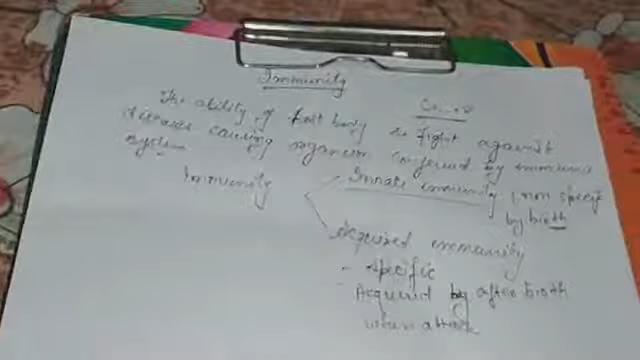 Immunity
The ability of host body to fight against
diseases causing organism conferred by immune
system
Immunity
Innate immunity, non specific
by birth
Acquired immunity
- specific
- Acquired by after birth
when attack